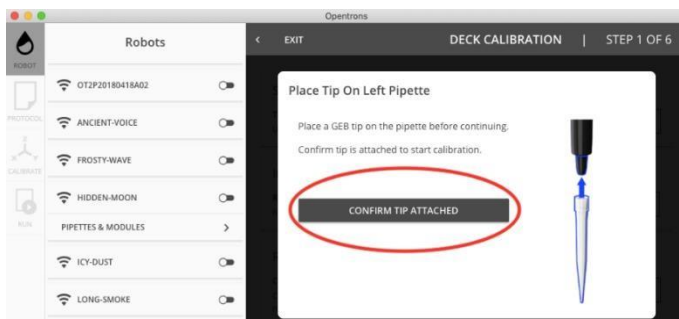 Opentrons
ROBOT
PROTOCOL
CALIBRATE
RUN
Robots
OT2P20180418A02
ANCIENT-VOICE
FROSTY-WAVE
HIDDEN-MOON
PIPETTES & MODULES
ICY-DUST
LONG-SMOKE
EXIT
DECK CALIBRATION | STEP 1 OF 6
Place Tip On Left Pipette
Place a GEB tip on the pipette before continuing.
Confirm tip is attached to start calibration.
CONFIRM TIP ATTACHED